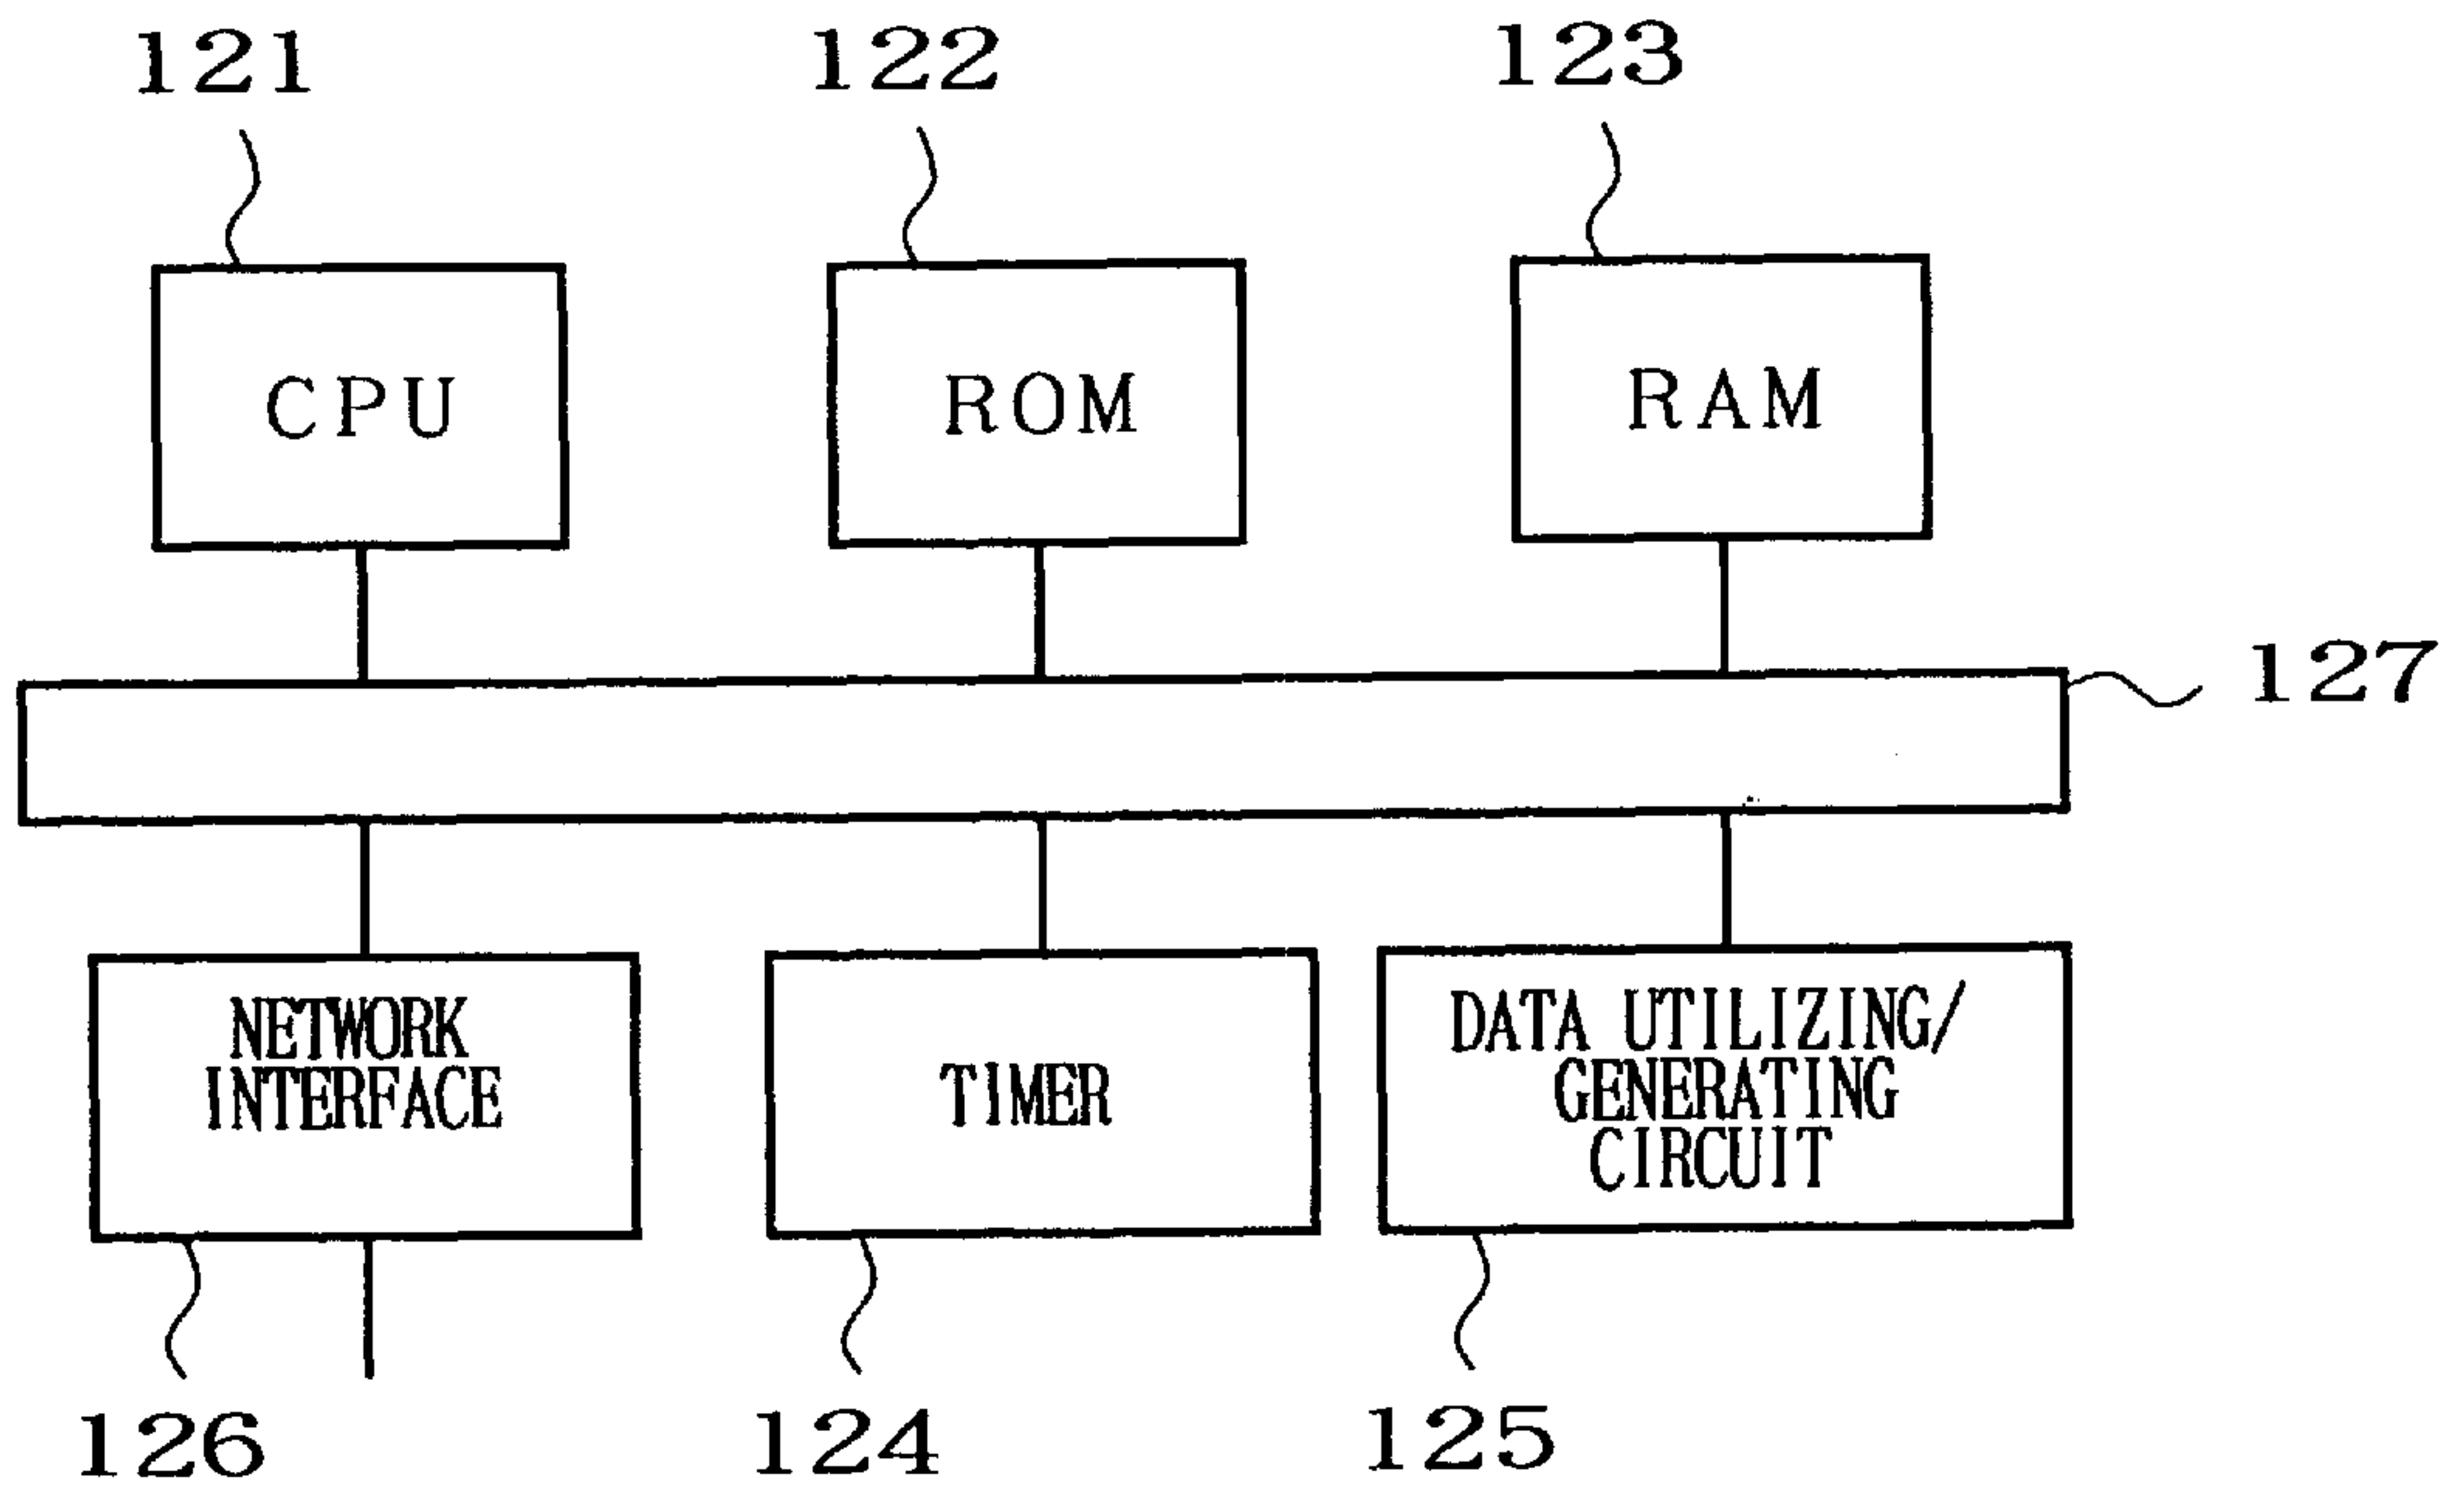 121
122
123
CPU
ROM
RAM
127
NETWORK
INTERFACE
TIMER
DATA UTILIZING/
GENERATING
CIRCUIT
126
124
125